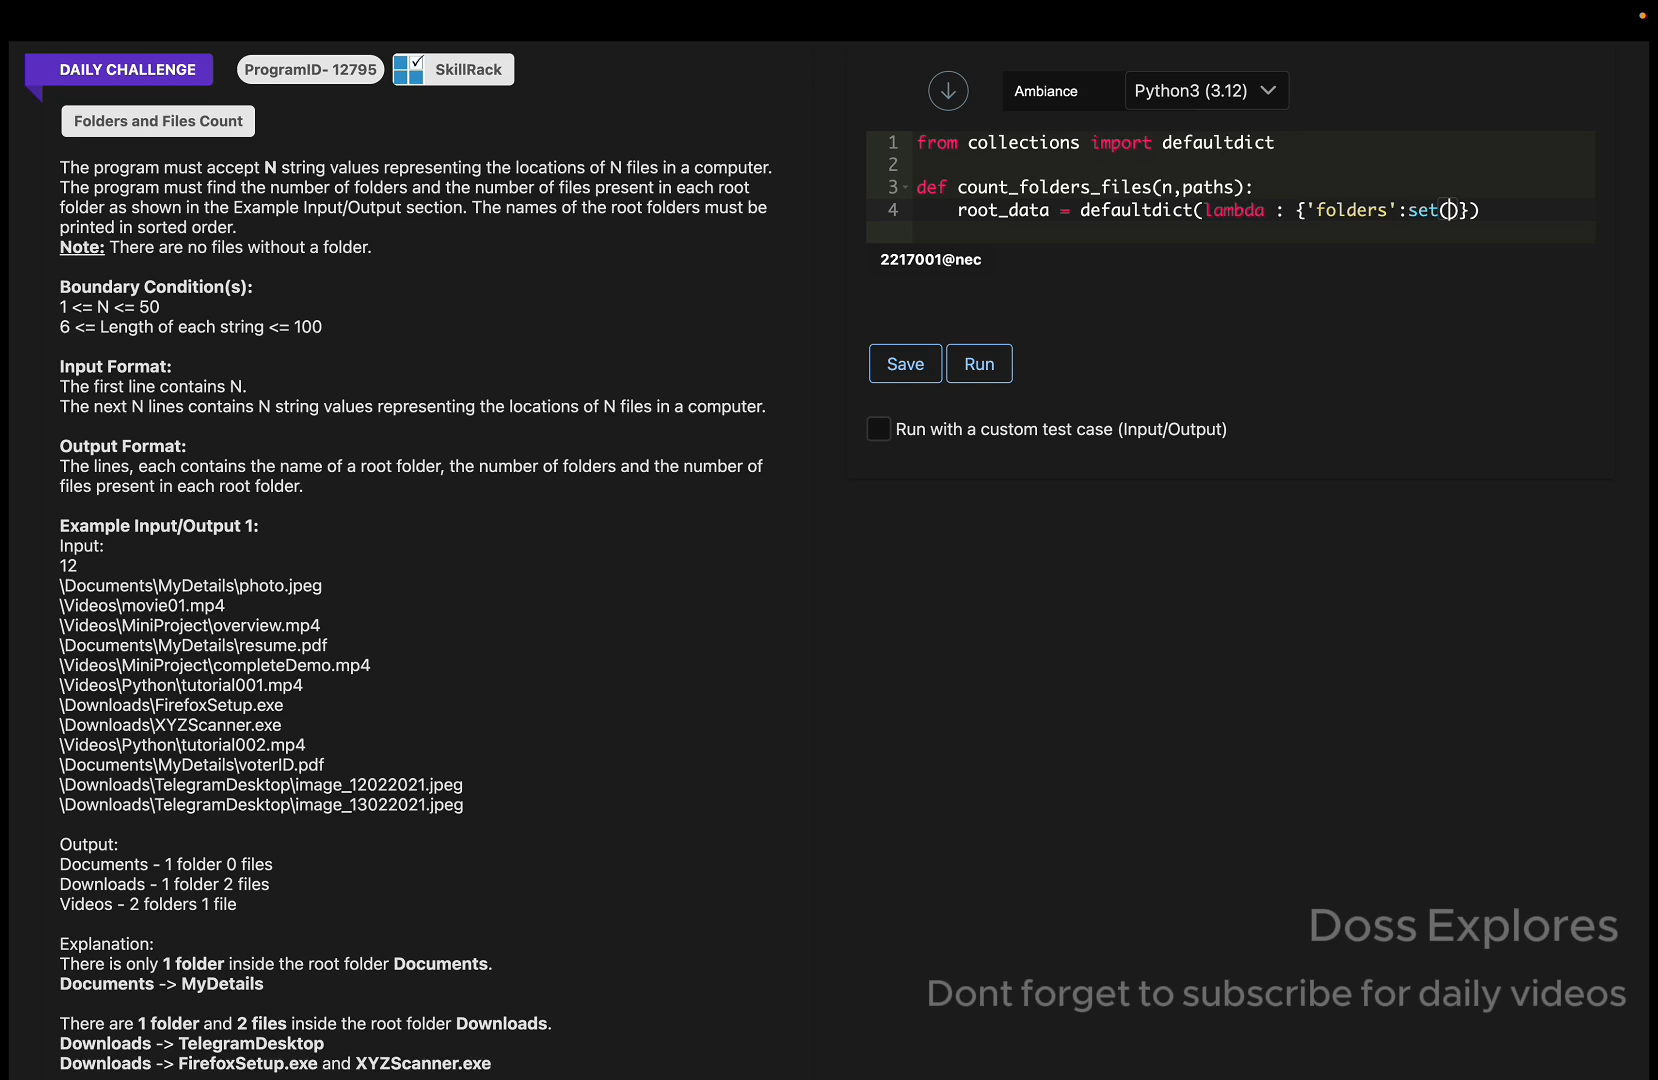 DAILY CHALLENGE
ProgramID- 12795
SkillRack
Folders and Files Count
The program must accept N string values representing the locations of N files in a computer.
The program must find the number of folders and the number of files present in each root
folder as shown in the Example Input/Output section. The names of the root folders must be
printed in sorted order.
Note: There are no files without a folder.
Boundary Condition(s):
1 <= N <= 50
6 <= Length of each string <= 100
Input Format:
The first line contains N.
The next N lines contains N string values representing the locations of N files in a computer.
Output Format:
The lines, each contains the name of a root folder, the number of folders and the number of
files present in each root folder.
Example Input/Output 1:
Input:
12
\Documents\MyDetails\photo.jpeg
\Videos\movie01.mp4
\Videos\MiniProject\overview.mp4
\Documents\MyDetails\resume.pdf
\Videos\MiniProject\completeDemo.mp4
\Videos\Python\tutorial001.mp4
\Downloads\FirefoxSetup.exe
\Downloads\XYZScanner.exe
\Videos\Python\tutorial002.mp4
\Documents\MyDetails\voterID.pdf
\Downloads\TelegramDesktop\image_12022021.jpeg
\Downloads\TelegramDesktop\image_13022021.jpeg
Output:
Documents - 1 folder 0 files
Downloads - 1 folder 2 files
Videos - 2 folders 1 file
Explanation:
There is only 1 folder inside the root folder Documents.
Documents -> MyDetails
There are 1 folder and 2 files inside the root folder Downloads.
Downloads -> TelegramDesktop
Downloads -> FirefoxSetup.exe and XYZScanner.exe
Ambiance
Python3 (3.12)
1 from collections import defaultdict
2
3 def count_folders_files(n,paths):
4 root_data = defaultdict(lambda : {'folders':set()})
2217001@nec
Save
Run
Run with a custom test case (Input/Output)
Doss Explores
Dont forget to subscribe for daily videos